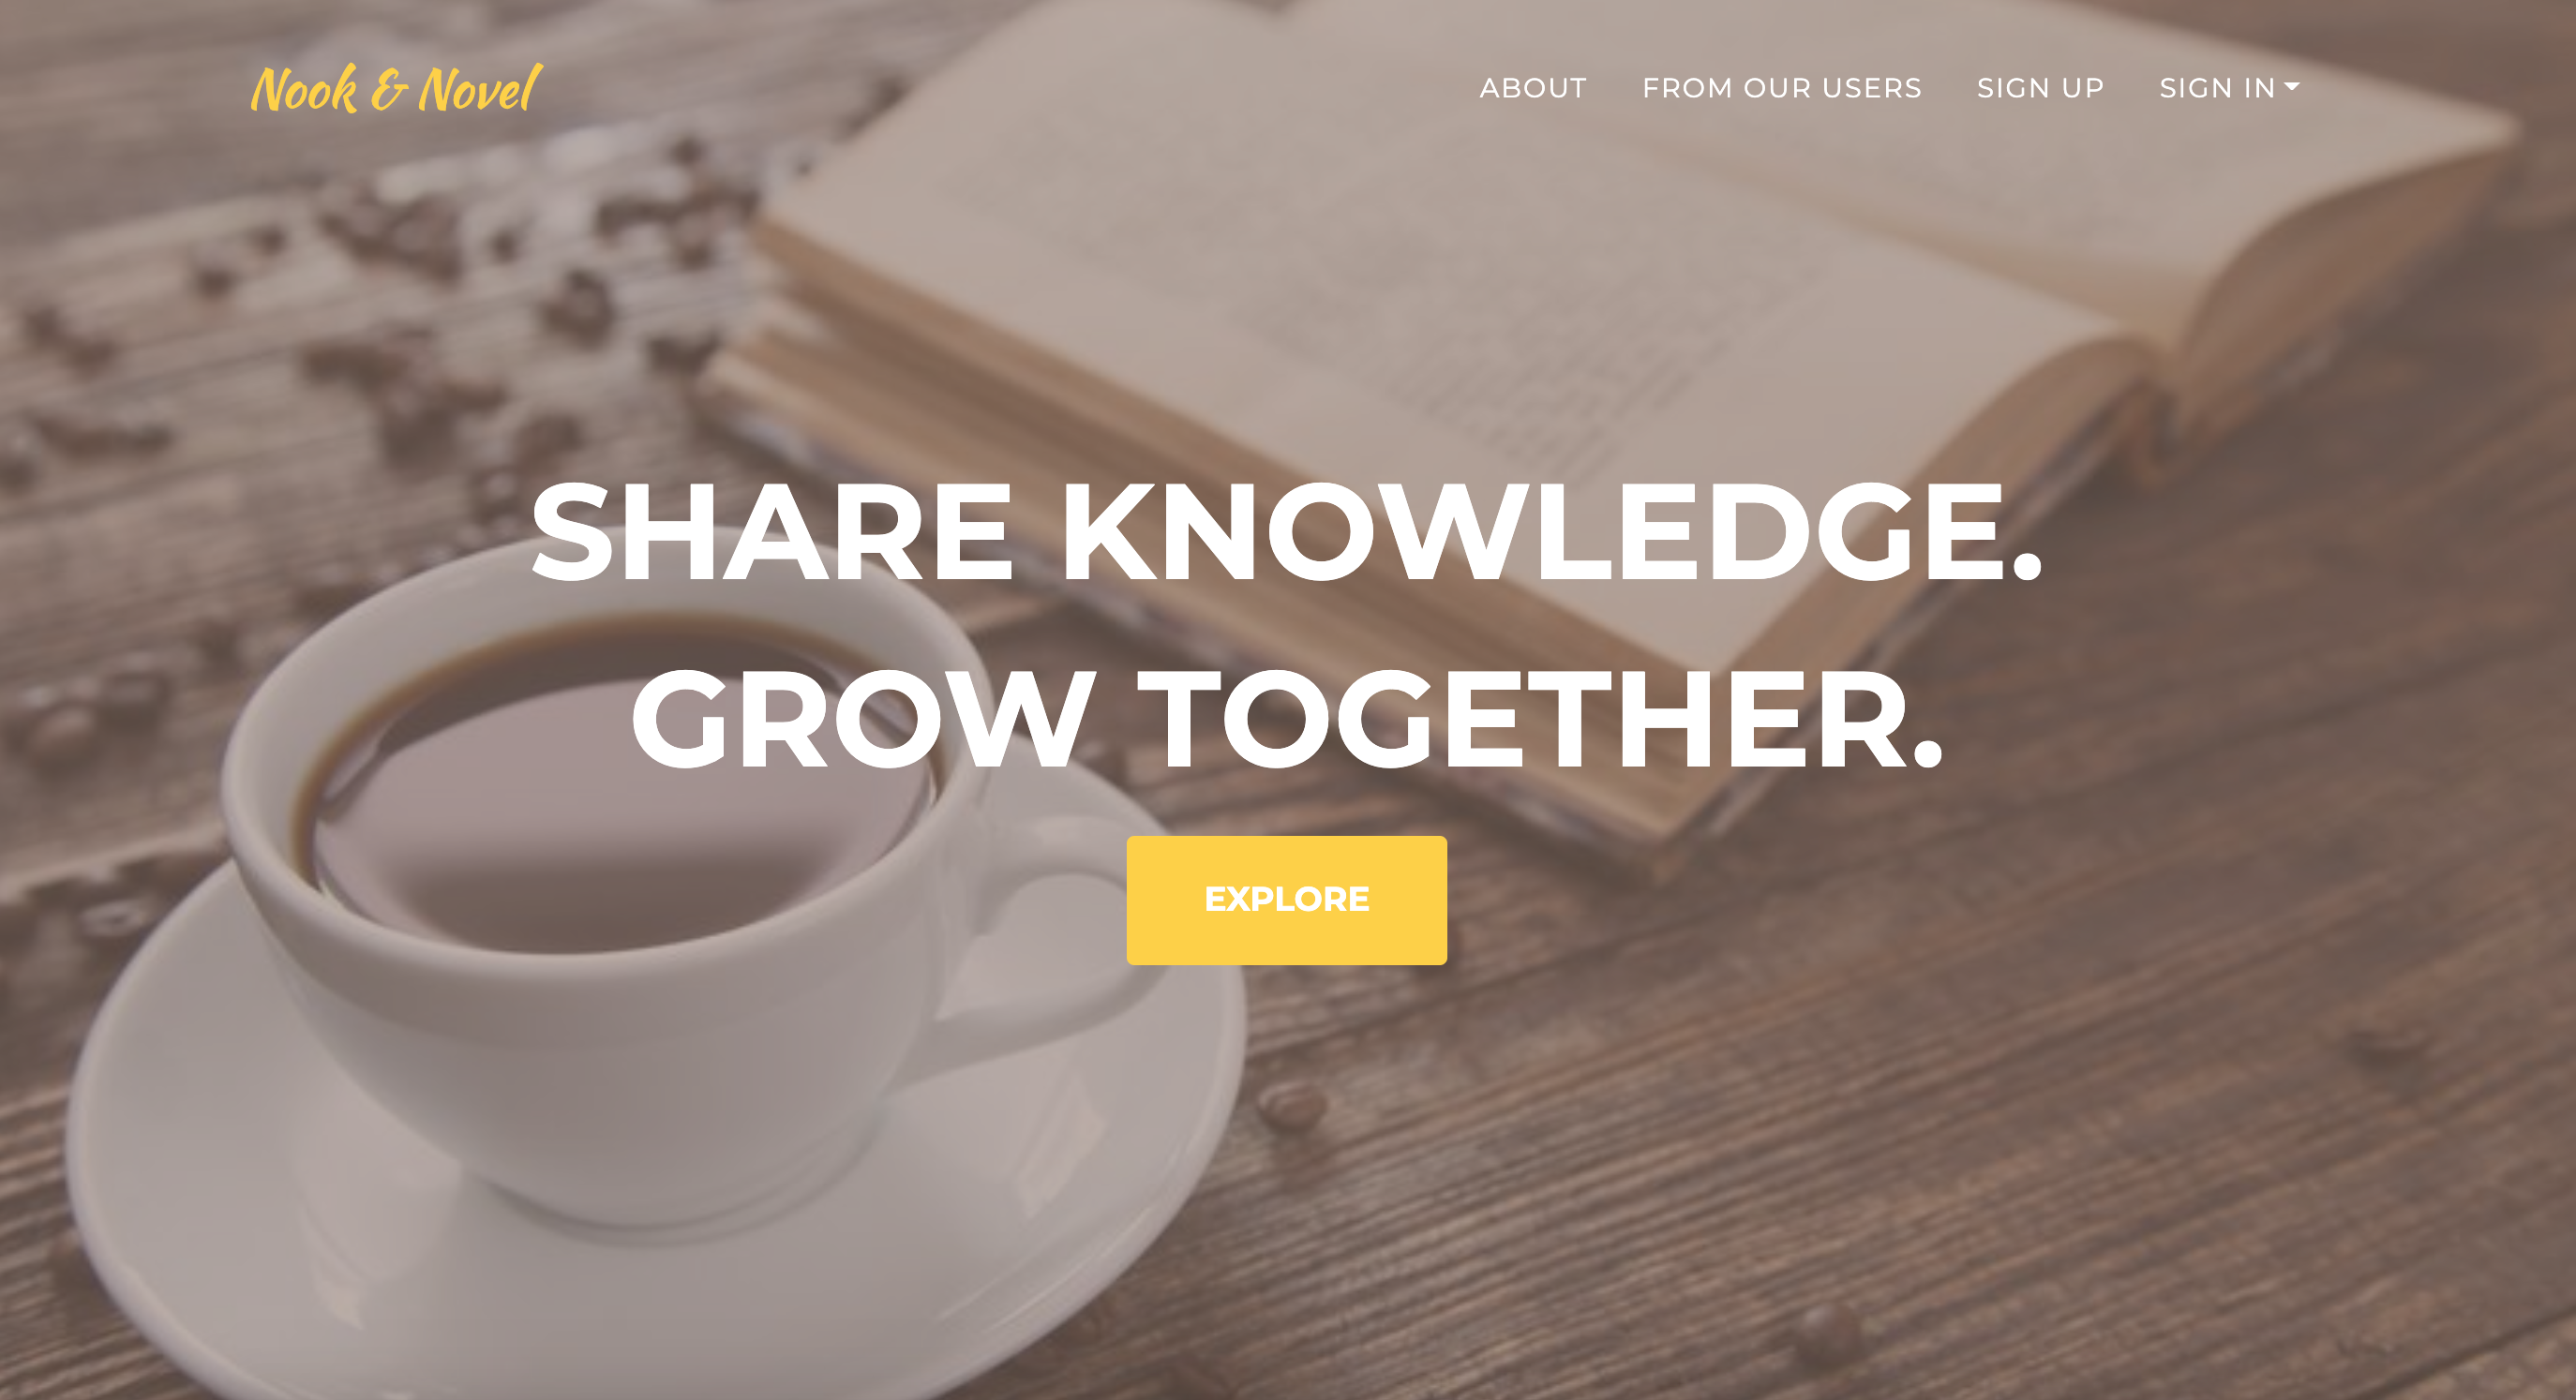 Nook & Novel
ABOUT FROM OUR USERS SIGN UP SIGN IN
SHARE KNOWLEDGE.
GROW TOGETHER.
EXPLORE